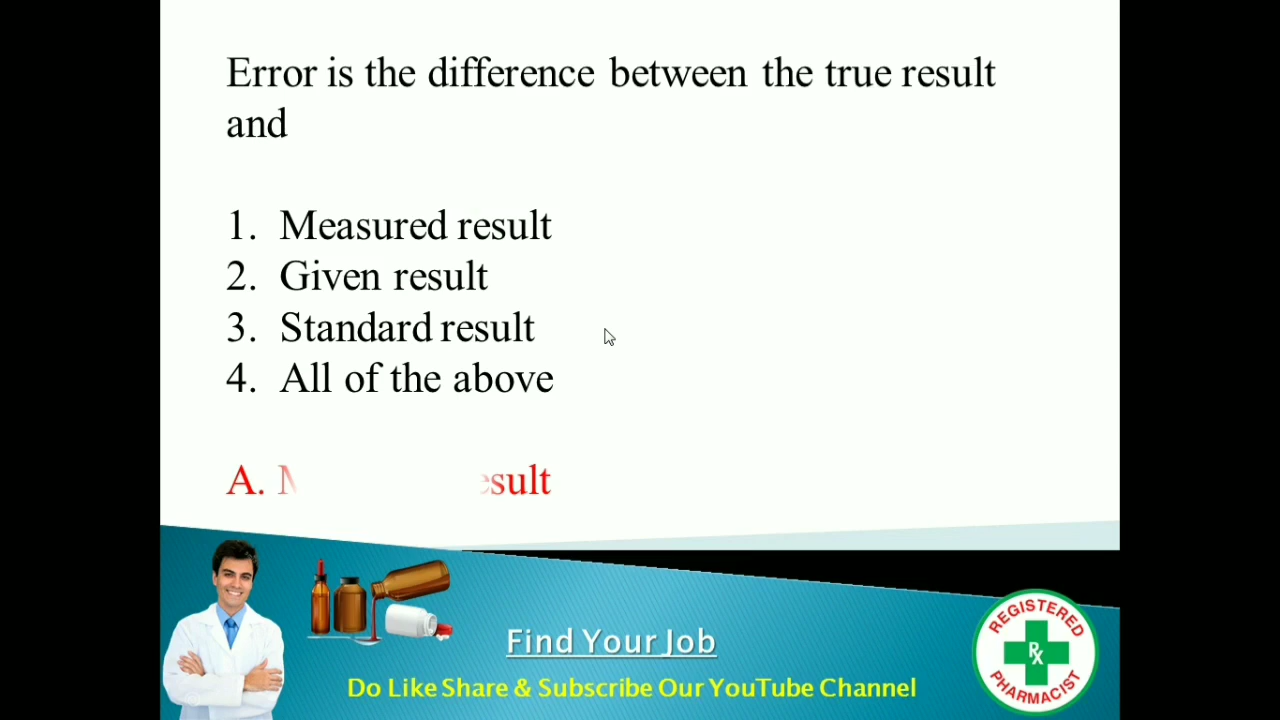 Error is the difference between the true result
and
1. Measured result
2. Given result
3. Standard result
4. All of the above
A.
Find Your Job
Do Like Share & Subscribe Our YouTube Channel
REGISTERED
Rx
PHARMACIST